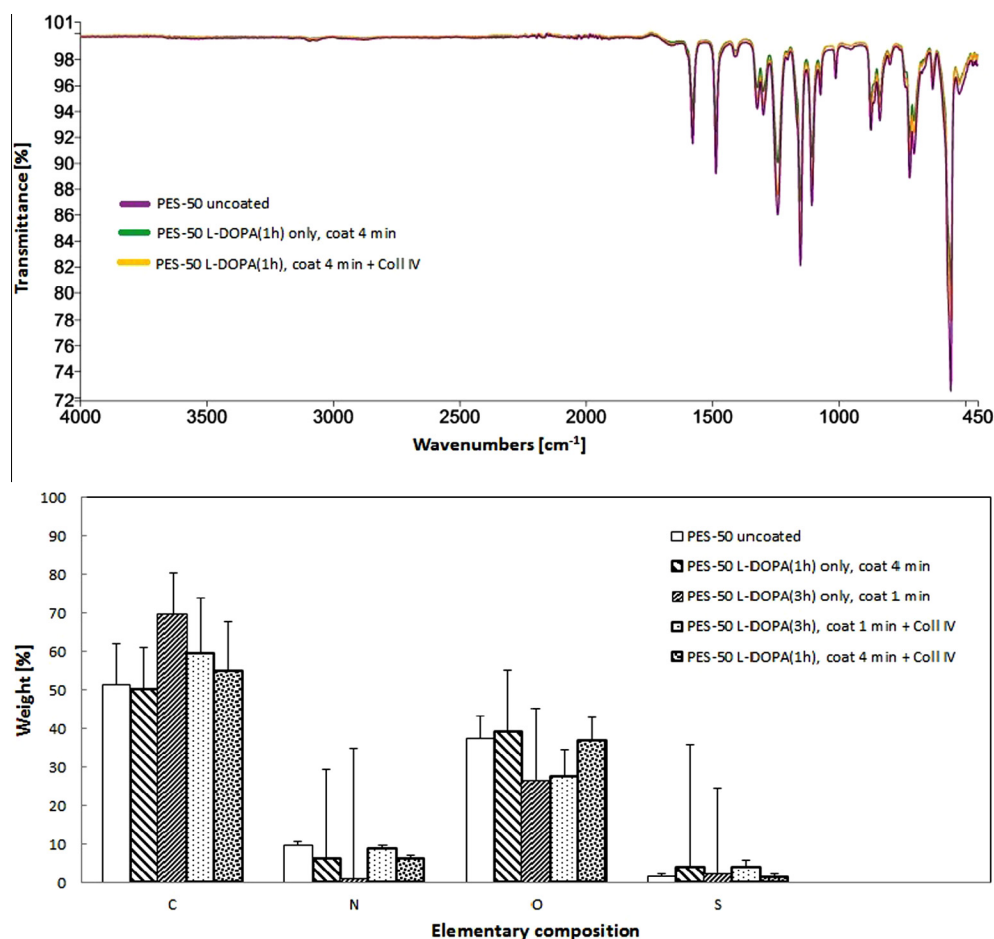 101
98
96
94
92
90
88
86
84
82
80
78
76
74
72
Transmittance [%]
PES-50 uncoated
PES-50 L-DOPA(1h) only, coat 4 min
PES-50 L-DOPA(1h), coat 4 min + Coll IV
4000 3500 3000 2500 2000 1500 1000 450
Wavenumbers [cm⁻¹]
100
90
80
70
60
50
40
30
20
10
0
Weight [%]
PES-50 uncoated
PES-50 L-DOPA(1h) only, coat 4 min
PES-50 L-DOPA(3h) only, coat 1 min
PES-50 L-DOPA(3h), coat 1 min + Coll IV
PES-50 L-DOPA(1h), coat 4 min + Coll IV
C N O S
Elementary composition